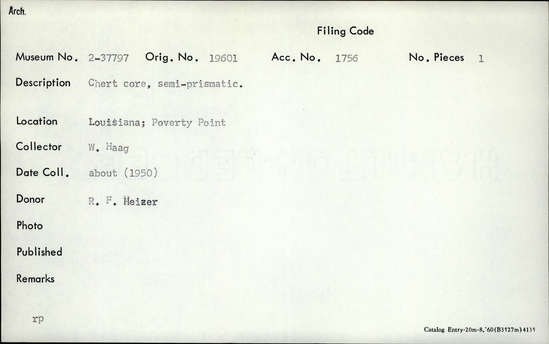 Arch.
Filing Code
Museum No. 2-37797 Orig. No. 19601 Acc. No. 1756 No. Pieces 1
Description Chert core, semi-prismatic.
Location Louisiana; Poverty Point
Collector W. Haag
Date Coll. about (1950)
Donor R. F. Heizer
Photo
Published
Remarks
rp
Catalog Entry-20m-8,'60(B3927m)4139